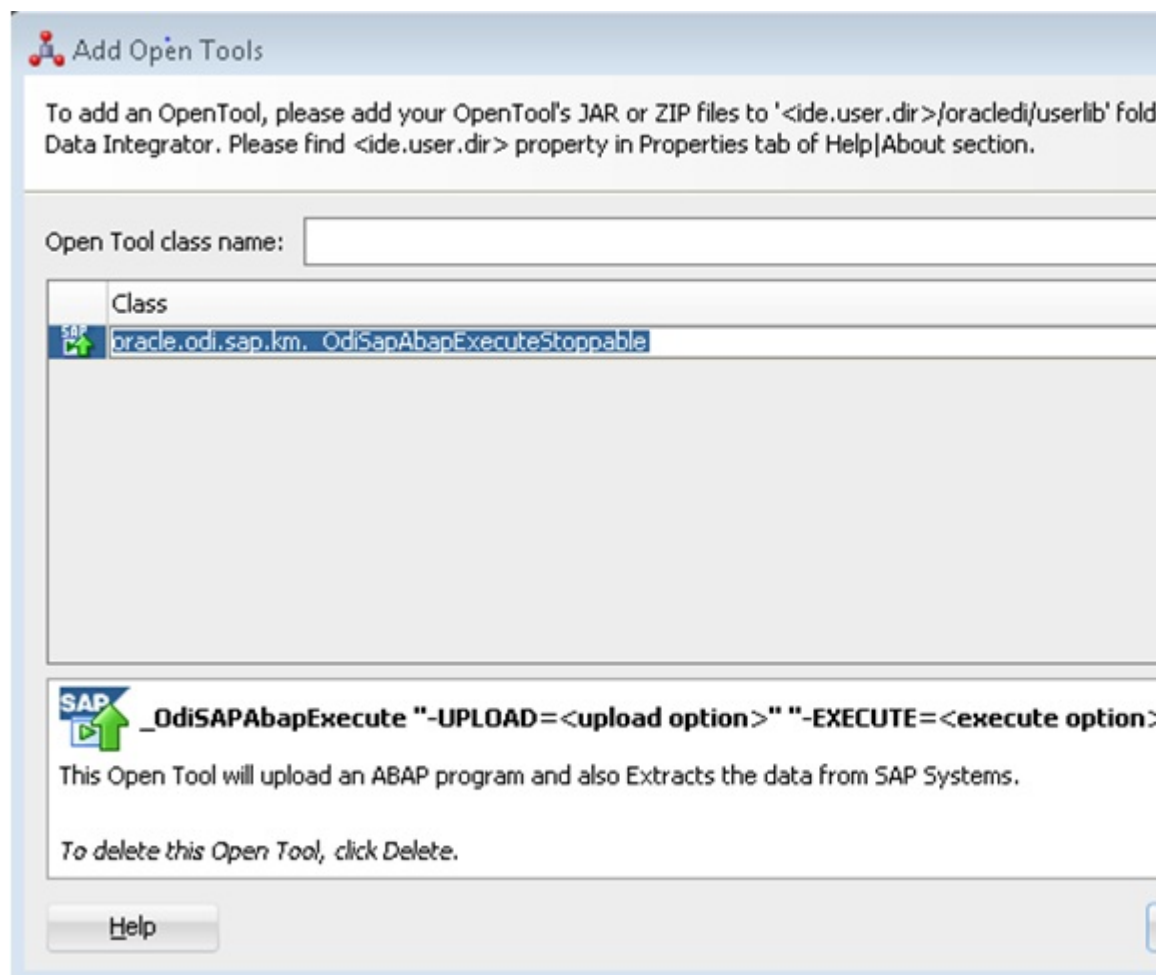 Add Open Tools
To add an OpenTool, please add your OpenTool's JAR or ZIP files to '<ide.user.dir>/oracledi/userlib' fold
Data Integrator. Please find <ide.user.dir> property in Properties tab of Help|About section.
Open Tool class name:
Class
SAP oracle.odi.sap.km._OdiSapAbapExecuteStoppable
SAP
_OdiSAPAbapExecute "-UPLOAD=<upload option>" "-EXECUTE=<execute option>
This Open Tool will upload an ABAP program and also Extracts the data from SAP Systems.
To delete this Open Tool, click Delete.
Help